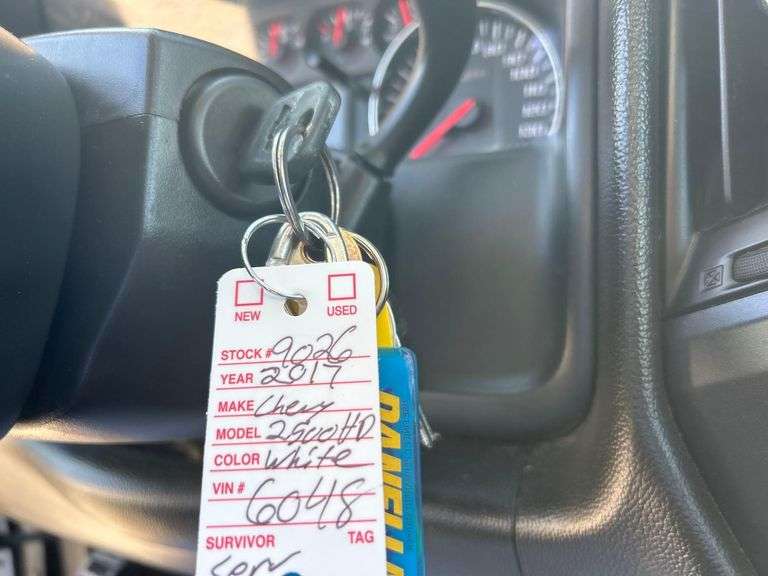 NEW USED
STOCK # 9026
YEAR 2017
MAKE Chevy
MODEL 2500HD
COLOR White
VIN # 6048
SURVIVOR TAG